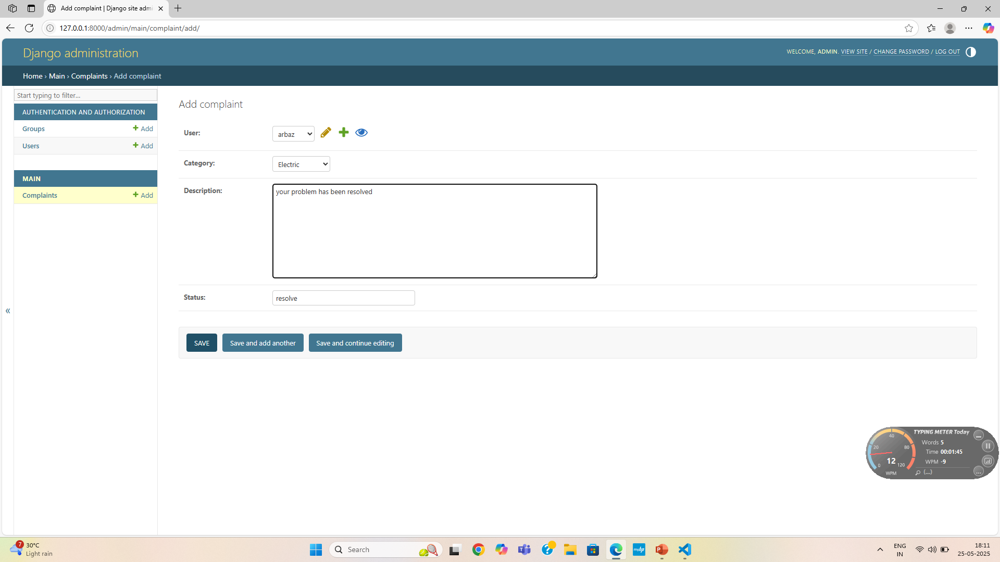 Add complaint | Django site admi
127.0.0.1:8000/admin/main/complaint/add/
Django administration
WELCOME, ADMIN. VIEW SITE / CHANGE PASSWORD / LOG OUT
Home › Main › Complaints › Add complaint
Start typing to filter...
AUTHENTICATION AND AUTHORIZATION
Groups + Add
Users + Add
MAIN
Complaints + Add
«
Add complaint
User: arbaz
Category: Electric
Description: your problem has been resolved
Status: resolve
SAVE Save and add another Save and continue editing
TYPING METER Today
Words 5
Time 00:01:45
WPM -9
(...)
0 20 40 80 120
12
WPM
7
30°C
Light rain
Search
myhp
ENG
IN
18:11
25-05-2025